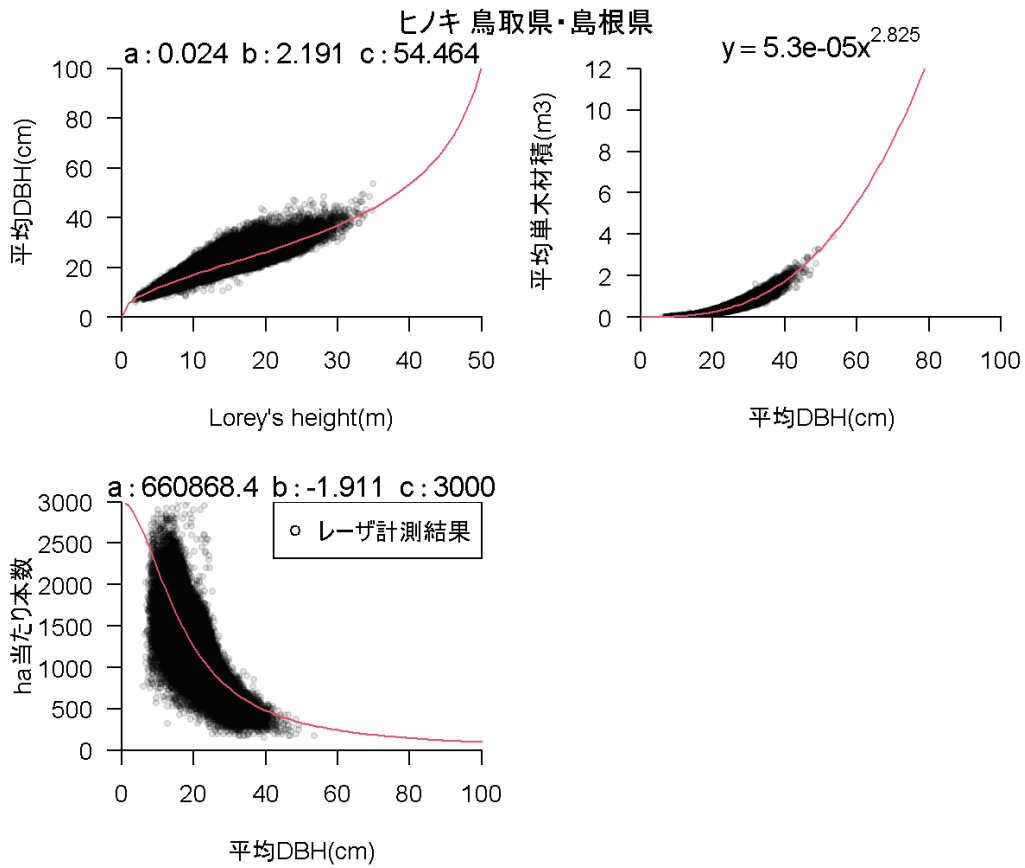 ヒノキ 鳥取県・島根県
a : 0.024 b : 2.191 c : 54.464
100
80
60
40
20
0
平均DBH(cm)
0 10 20 30 40 50
Lorey's height(m)
y = 5.3e-05x^2.825
12
10
8
6
4
2
0
平均単木材積(m3)
0 20 40 60 80 100
平均DBH(cm)
a : 660868.4 b : -1.911 c : 3000
レーザ計測結果
3000
2500
2000
1500
1000
500
0
ha当たり本数
0 20 40 60 80 100
平均DBH(cm)